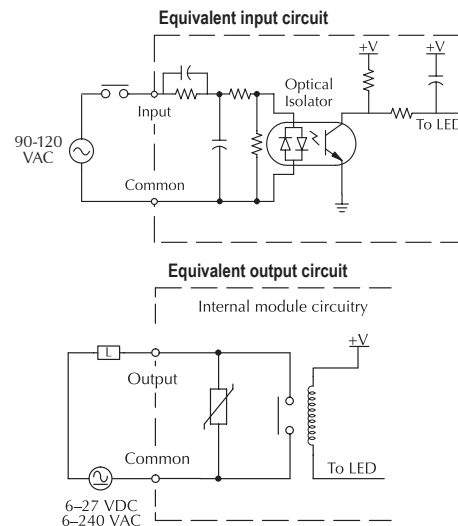 Equivalent input circuit
+V
+V
Optical
Isolator
Input
To LED
90-120
VAC
Common
Equivalent output circuit
Internal module circuitry
+V
L
Output
Common
To LED
6–27 VDC
6–240 VAC